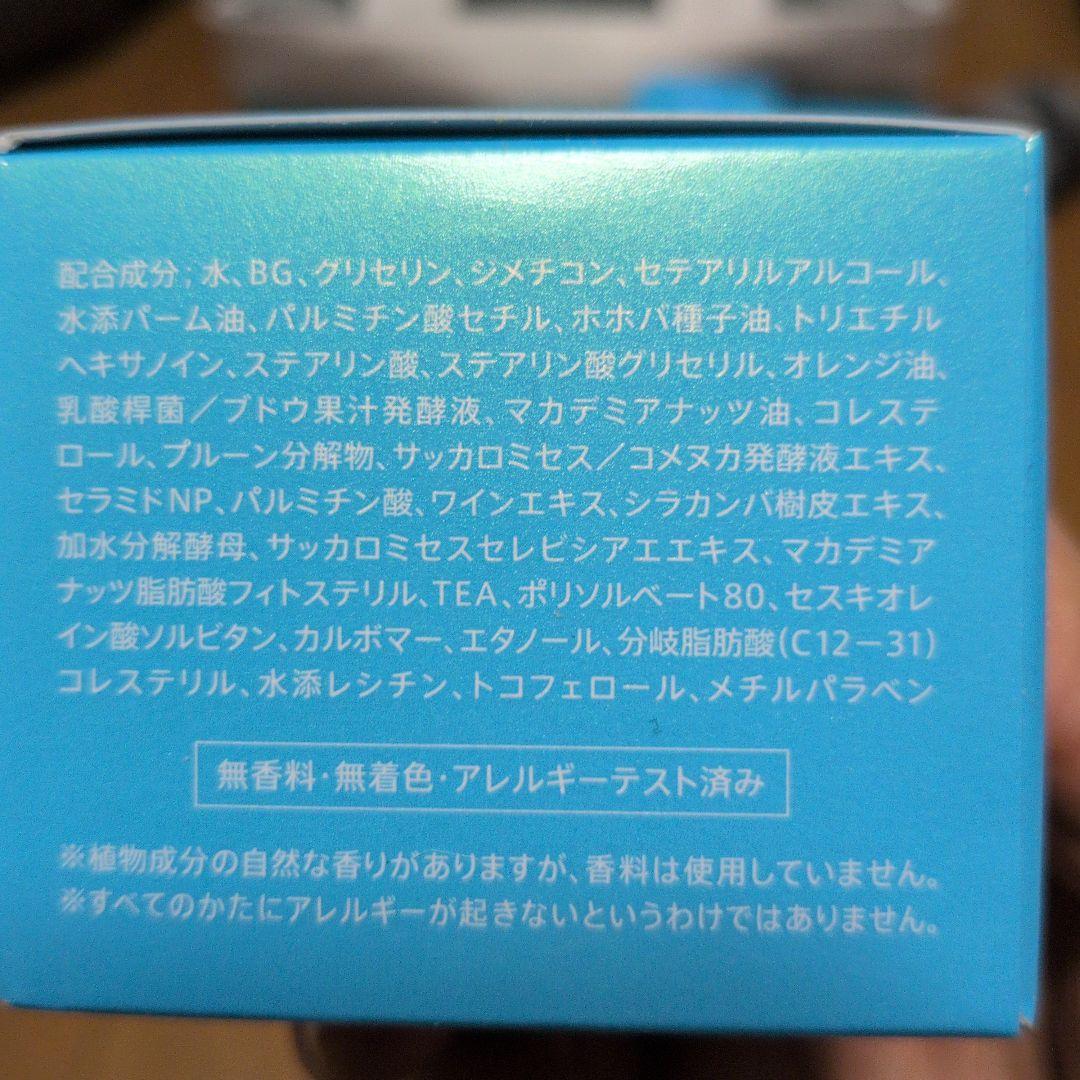 配合成分；水、BG、グリセリン、ジメチコン、セテアリルアルコール、
水添パーム油、パルミチン酸セチル、ホホバ種子油、トリエチル
ヘキサノイン、ステアリン酸、ステアリン酸グリセリル、オレンジ油、
乳酸桿菌／ブドウ果汁発酵液、マカデミアナッツ油、コレステ
ロール、プルーン分解物、サッカロミセス／コメヌカ発酵液エキス、
セラミドNP、パルミチン酸、ワインエキス、シラカンバ樹皮エキス、
加水分解酵母、サッカロミセスセレビシアエエキス、マカデミア
ナッツ脂肪酸フィトステリル、TEA、ポリソルベート80、セスキオレ
イン酸ソルビタン、カルボマー、エタノール、分岐脂肪酸(C12－31)
コレステリル、水添レシチン、トコフェロール、メチルパラベン
無香料・無着色・アレルギーテスト済み
※植物成分の自然な香りがありますが、香料は使用していません。
※すべてのかたにアレルギーが起きないというわけではありません。